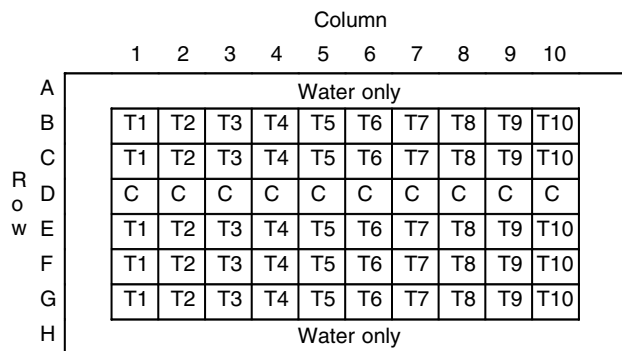 Column
1 2 3 4 5 6 7 8 9 10
A Water only
B T1 T2 T3 T4 T5 T6 T7 T8 T9 T10
C T1 T2 T3 T4 T5 T6 T7 T8 T9 T10
Row
D C C C C C C C C C C
E T1 T2 T3 T4 T5 T6 T7 T8 T9 T10
F T1 T2 T3 T4 T5 T6 T7 T8 T9 T10
G T1 T2 T3 T4 T5 T6 T7 T8 T9 T10
H Water only